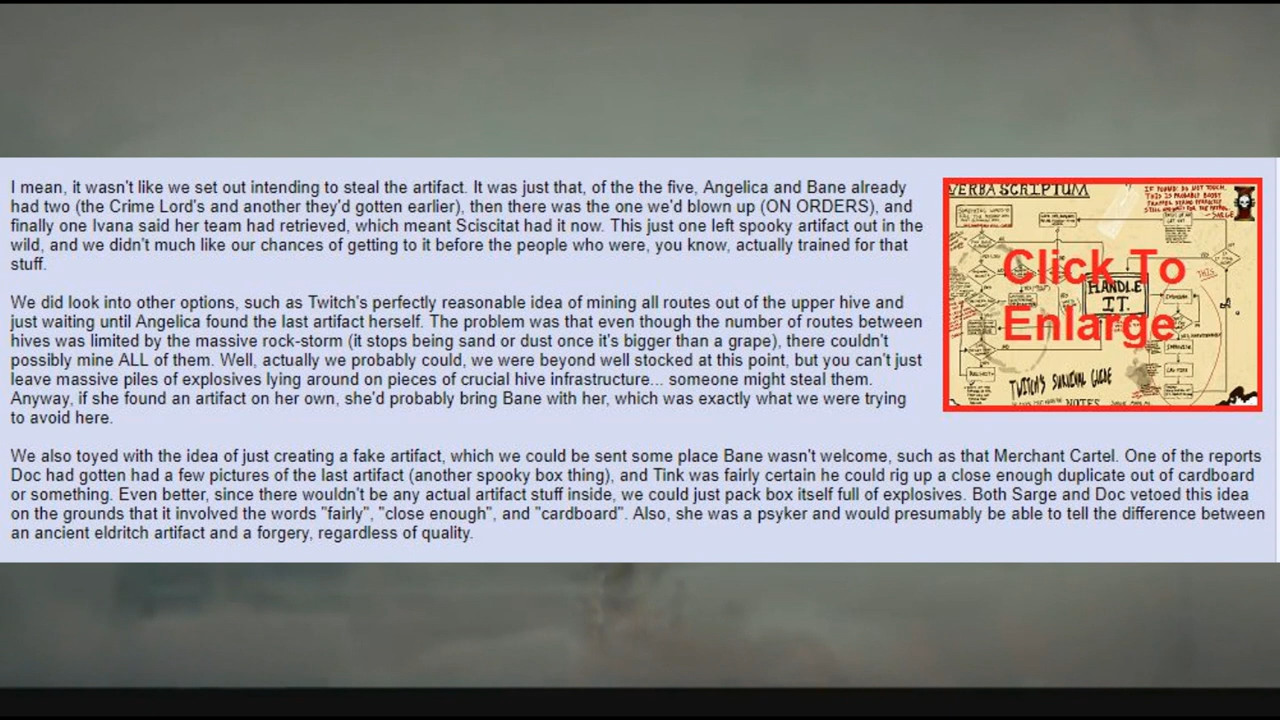 I mean, it wasn't like we set out intending to steal the artifact. It was just that, of the the five, Angelica and Bane already
had two (the Crime Lord's and another they'd gotten earlier), then there was the one we'd blown up (ON ORDERS), and
finally one Ivana said her team had retrieved, which meant Sciscitat had it now. This just one left spooky artifact out in the
wild, and we didn't much like our chances of getting to it before the people who were, you know, actually trained for that
stuff.
We did look into other options, such as Twitch's perfectly reasonable idea of mining all routes out of the upper hive and
just waiting until Angelica found the last artifact herself. The problem was that even though the number of routes between
hives was limited by the massive rock-storm (it stops being sand or dust once it's bigger than a grape), there couldn't
possibly mine ALL of them. Well, actually we probably could, we were beyond well stocked at this point, but you can't just
leave massive piles of explosives lying around on pieces of crucial hive infrastructure... someone might steal them.
Anyway, if she found an artifact on her own, she'd probably bring Bane with her, which was exactly what we were trying
to avoid here.
We also toyed with the idea of just creating a fake artifact, which we could be sent some place Bane wasn't welcome, such as that Merchant Cartel. One of the reports
Doc had gotten had a few pictures of the last artifact (another spooky box thing), and Tink was fairly certain he could rig up a close enough duplicate out of cardboard
or something. Even better, since there wouldn't be any actual artifact stuff inside, we could just pack box itself full of explosives. Both Sarge and Doc vetoed this idea
on the grounds that it involved the words "fairly", "close enough", and "cardboard". Also, she was a psyker and would presumably be able to tell the difference between
an ancient eldritch artifact and a forgery, regardless of quality.
VERBA SCRIPTUM
IF FOUND: DO NOT TOUCH.
- SARGE
Click To
Enlarge
HANDLE
IT.
THIS
TWITCH'S SURVIVAL GUIDE
NOTES